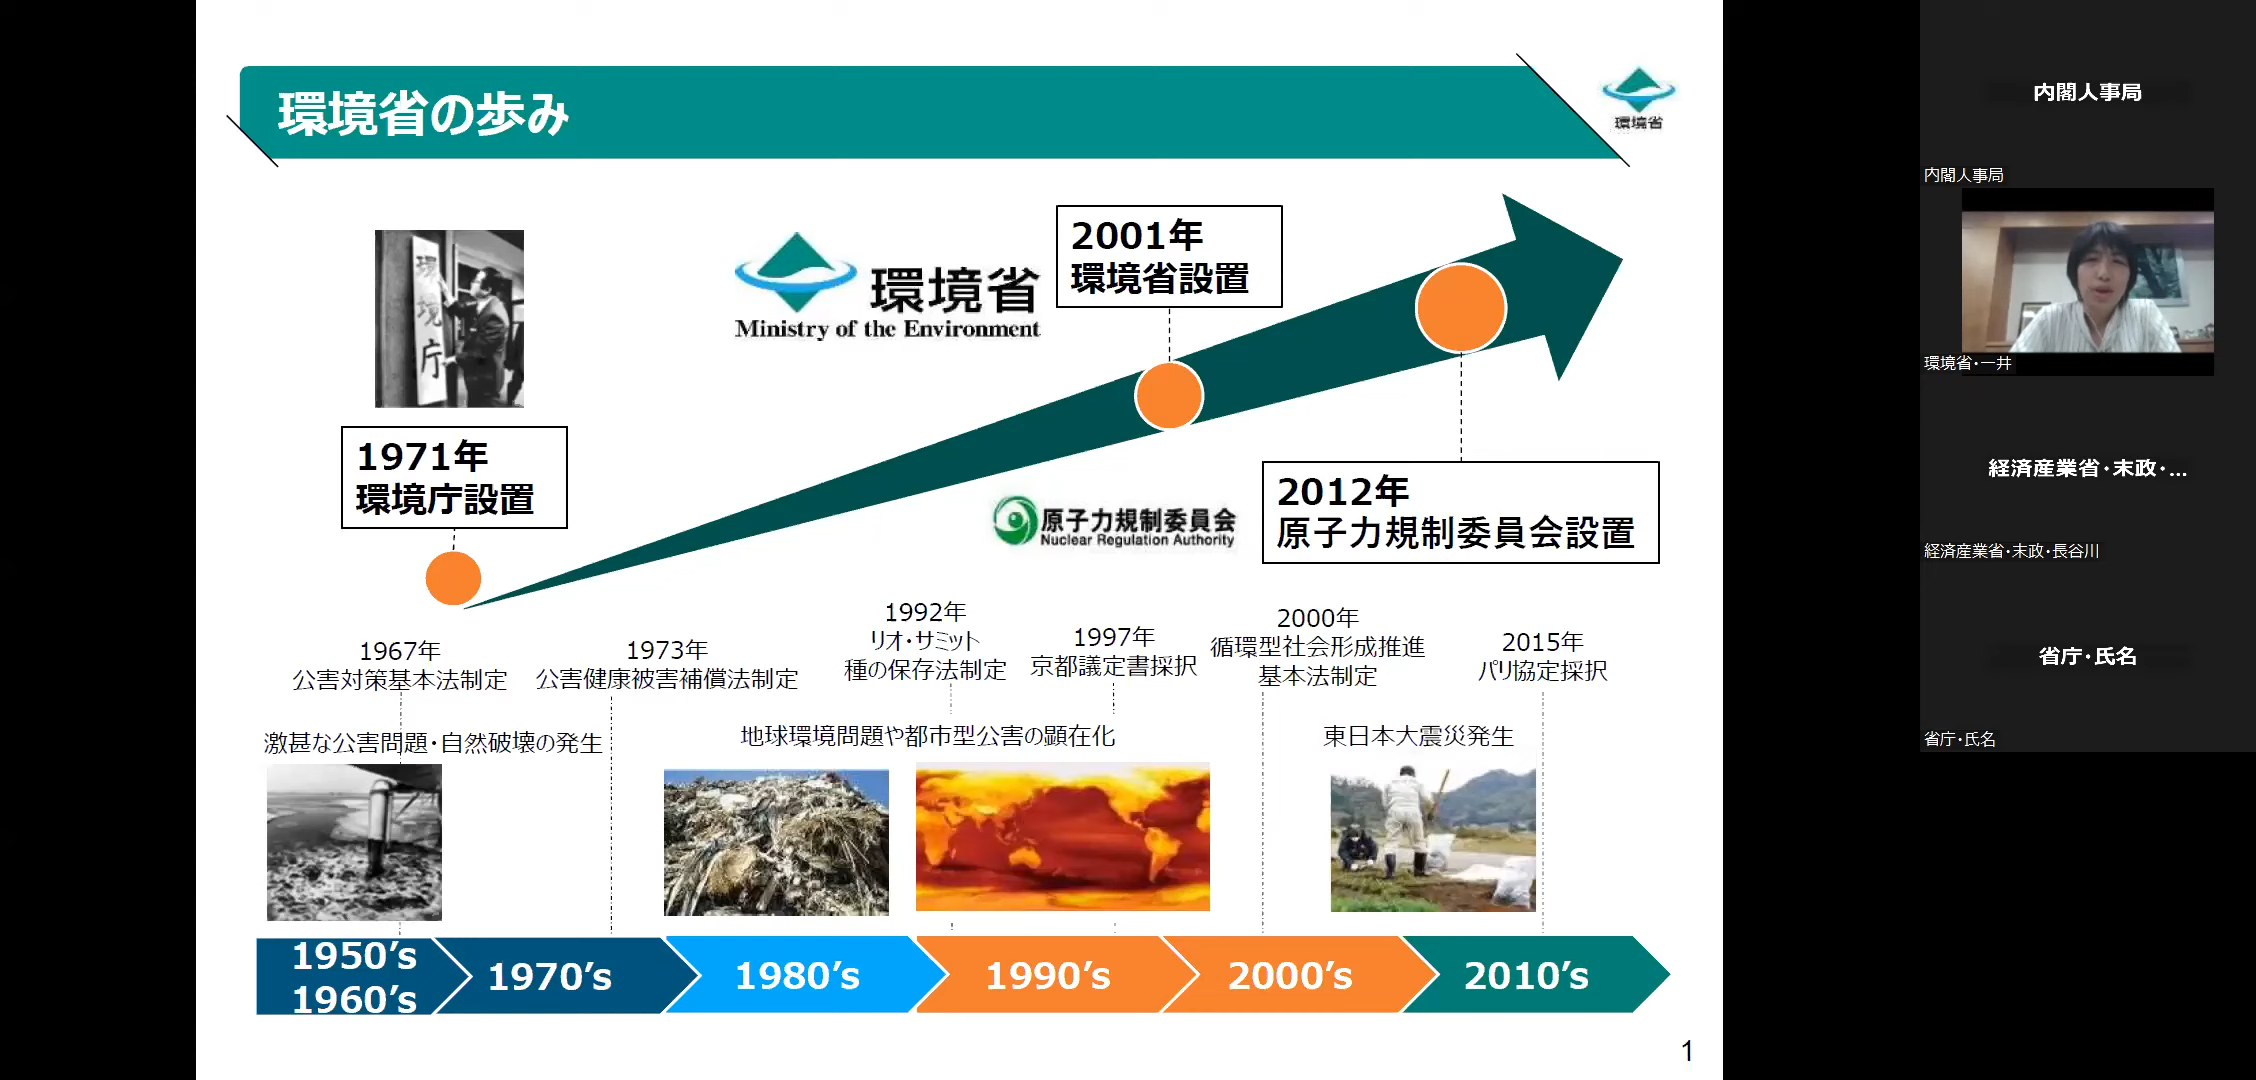 環境省の歩み
環境省
環境庁
環境省
Ministry of the Environment
2001年
環境省設置
1971年
環境庁設置
原子力規制委員会
Nuclear Regulation Authority
2012年
原子力規制委員会設置
1967年
公害対策基本法制定
1973年
公害健康被害補償法制定
1992年
リオ・サミット
種の保存法制定
1997年
京都議定書採択
2000年
循環型社会形成推進
基本法制定
2015年
パリ協定採択
激甚な公害問題・自然破壊の発生
地球環境問題や都市型公害の顕在化
東日本大震災発生
1950’s
1960’s
1970’s
1980’s
1990’s
2000’s
2010’s
1
内閣人事局
内閣人事局
環境省・一井
経済産業省・末政・...
経済産業省・末政・長谷川
省庁・氏名
省庁・氏名